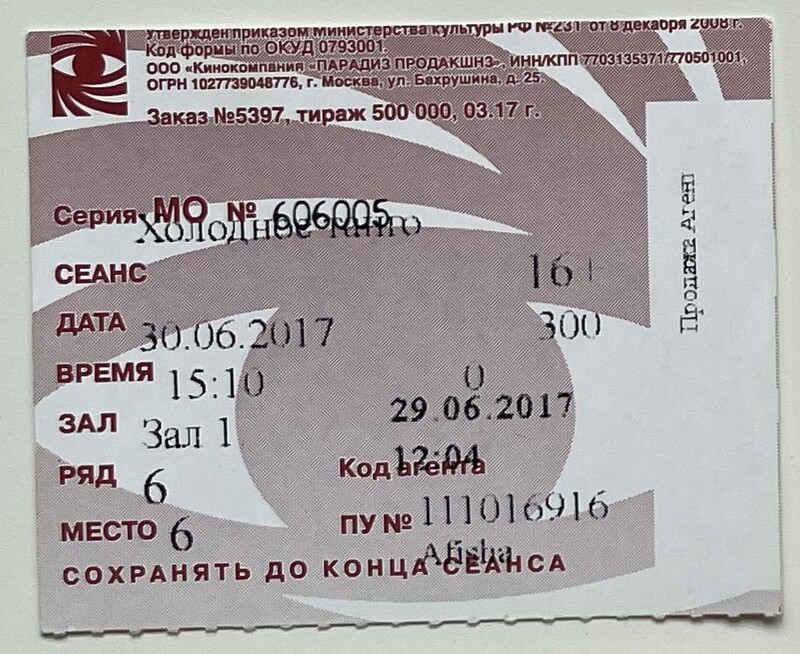 Утвержден приказом Министерства культуры РФ №231 от 8 декабря 2008 г.
Код формы по ОКУД 0793001.
ООО «Кинокомпания «ПАРАДИЗ ПРОДАКШНЗ», ИНН/КПП 7703135371/770501001,
ОГРН 1027739048776, г. Москва, ул. Бахрушина, д. 25.
Заказ №5397, тираж 500 000, 03.17 г.
Серия МО № 606005
Холодное танго
СЕАНС 16+
ДАТА 30.06.2017 300
ВРЕМЯ 15:10 0
29.06.2017
ЗАЛ Зал 1
12:04
РЯД 6 Код агента
МЕСТО 6 ПУ № 111016916
Afisha
СОХРАНЯТЬ ДО КОНЦА СЕАНСА
Продажа Агент